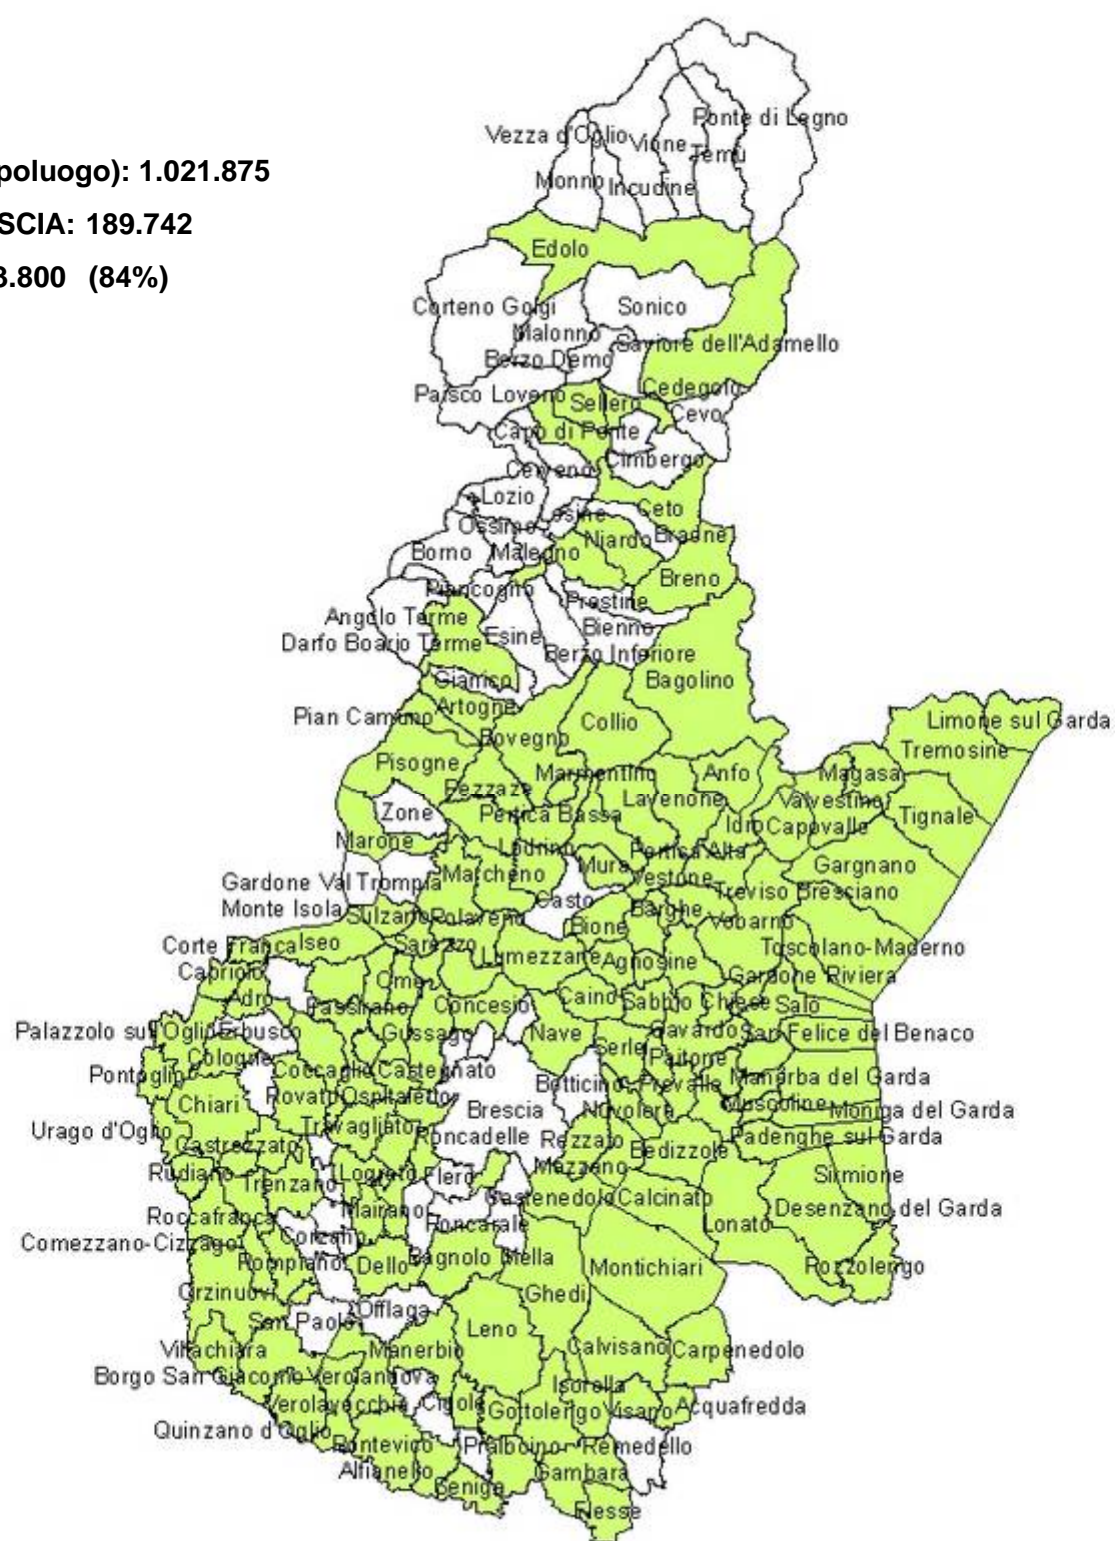 poluogo): 1.021.875
SCIA: 189.742
3.800 (84%)
Ponte di Legno
Vezza d'Oglio
Vione
Temù
Monno
Incudine
Edolo
Corteno Golgi
Sonico
Malonno
Saviore dell'Adamello
Berzo Demo
Paisco Loveno
Cedegolo
Sellero
Cevo
Capo di Ponte
Cimbergo
Cerveno
Lozio
Losine
Ceto
Ossimo
Niardo
Braone
Borno
Malegno
Breno
Piancogno
Prestine
Angolo Terme
Bienno
Darfo Boario Terme
Esine
Berzo Inferiore
Gianico
Bagolino
Artogne
Pian Camuno
Collio
Limone sul Garda
Bovegno
Tremosine
Pisogne
Marmentino
Anfo
Magasa
Pezzaze
Lavenone
Valvestino
Zone
Pertica Bassa
Tignale
Idro
Capovalle
Marone
Lodrino
Pertica Alta
Mura
Gargnano
Marcheno
Vestone
Gardone Val Trompia
Treviso Bresciano
Casto
Monte Isola
Sulzano
Polaveno
Barghe
Vobarno
Bione
Corte Franca
Iseo
Sarezzo
Toscolano-Maderno
Lumezzane
Agnosine
Capriolo
Ome
Gardone Riviera
Adro
Passirano
Concesio
Caino
Sabbio Chiese
Salò
Palazzolo sull'Oglio
Erbusco
Gussago
Nave
Gavardo
San Felice del Benaco
Serle
Cologne
Paitone
Coccaglio
Castegnato
Pontoglio
Botticino
Prevalle
Manerba del Garda
Chiari
Rovato
Ospitaletto
Brescia
Nuvolera
Muscoline
Moniga del Garda
Urago d'Oglio
Travagliato
Castrezzato
Roncadelle
Rezzato
Padenghe sul Garda
Bedizzole
Rudiano
Trenzano
Lograto
Flero
Mazzano
Sirmione
Castenedolo
Calcinato
Roccafranca
Mairano
Desenzano del Garda
Poncarale
Lonato
Comezzano-Cizzago
Corzano
Pompiano
Dello
Bagnolo Mella
Montichiari
Pozzolengo
Orzinuovi
Ghedi
Offlaga
San Paolo
Leno
Villachiara
Manerbio
Calvisano
Carpenedolo
Borgo San Giacomo
Verolanuova
Isorella
Verolavecchia
Cigole
Gottolengo
Visano
Acquafredda
Quinzano d'Oglio
Pontevico
Pralboino
Remedello
Alfianello
Gambara
Seniga
Fiesse